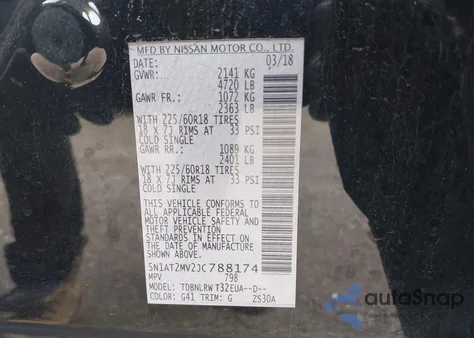 MFD BY NISSAN MOTOR CO., LTD.
DATE: 03/18
GVWR: 2141 KG
4720 LB
GAWR FR.: 1072 KG
2363 LB
WITH 225/60R18 TIRES
18 X 7J RIMS AT 33 PSI
COLD SINGLE
GAWR RR.: 1089 KG
2401 LB
WITH 225/60R18 TIRES
18 X 7J RIMS AT 33 PSI
COLD SINGLE
THIS VEHICLE CONFORMS TO
ALL APPLICABLE FEDERAL
MOTOR VEHICLE SAFETY
STANDARDS IN EFFECT ON
THE DATE OF MANUFACTURE
SHOWN ABOVE.
5N1AT2MV2JC788174
MPV 798
MODEL: TDBNLRW T32EUA--D--
COLOR: G41 TRIM: G ZS30A
autoSnap